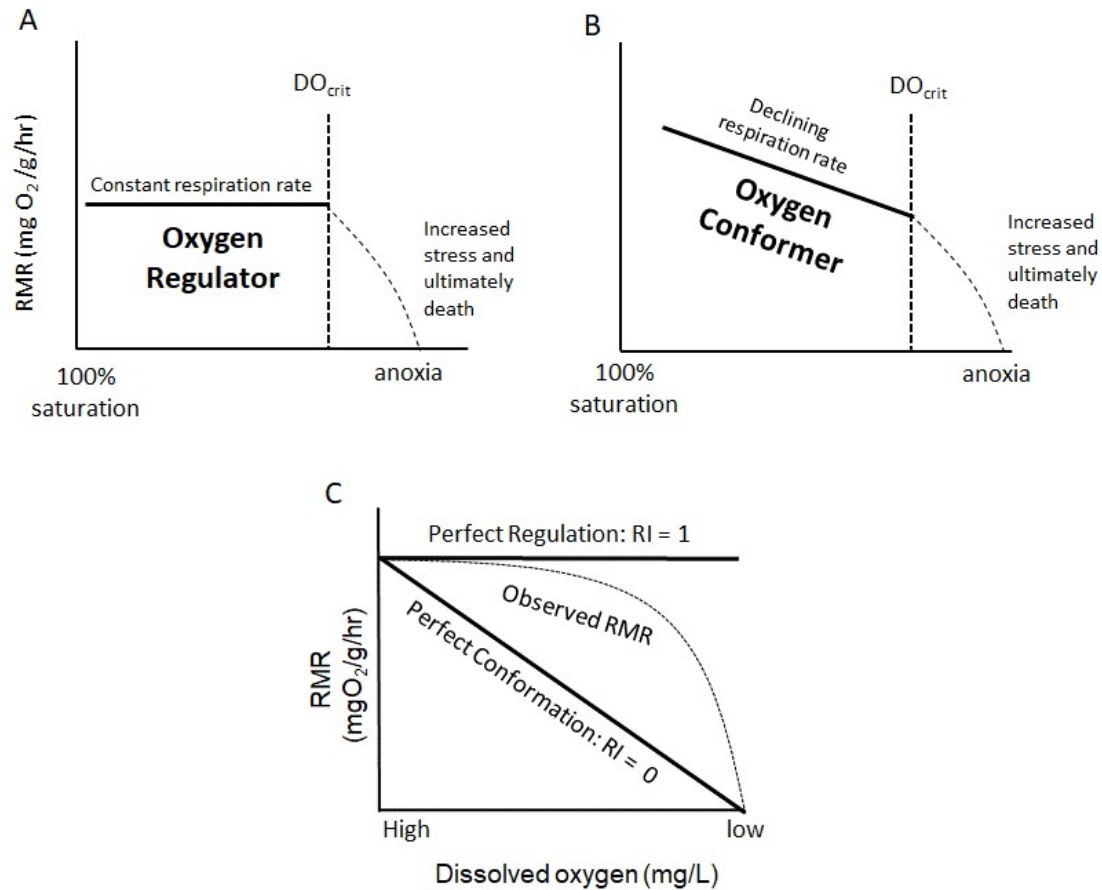 A
RMR (mg O₂/g/hr)
DO_crit
Constant respiration rate
Oxygen
Regulator
Increased
stress and
ultimately
death
100%
saturation
anoxia
B
DO_crit
Declining
respiration rate
Oxygen
Conformer
Increased
stress and
ultimately
death
100%
saturation
anoxia
C
Perfect Regulation: RI = 1
Observed RMR
Perfect Conformation: RI = 0
RMR
(mgO₂/g/hr)
High
low
Dissolved oxygen (mg/L)